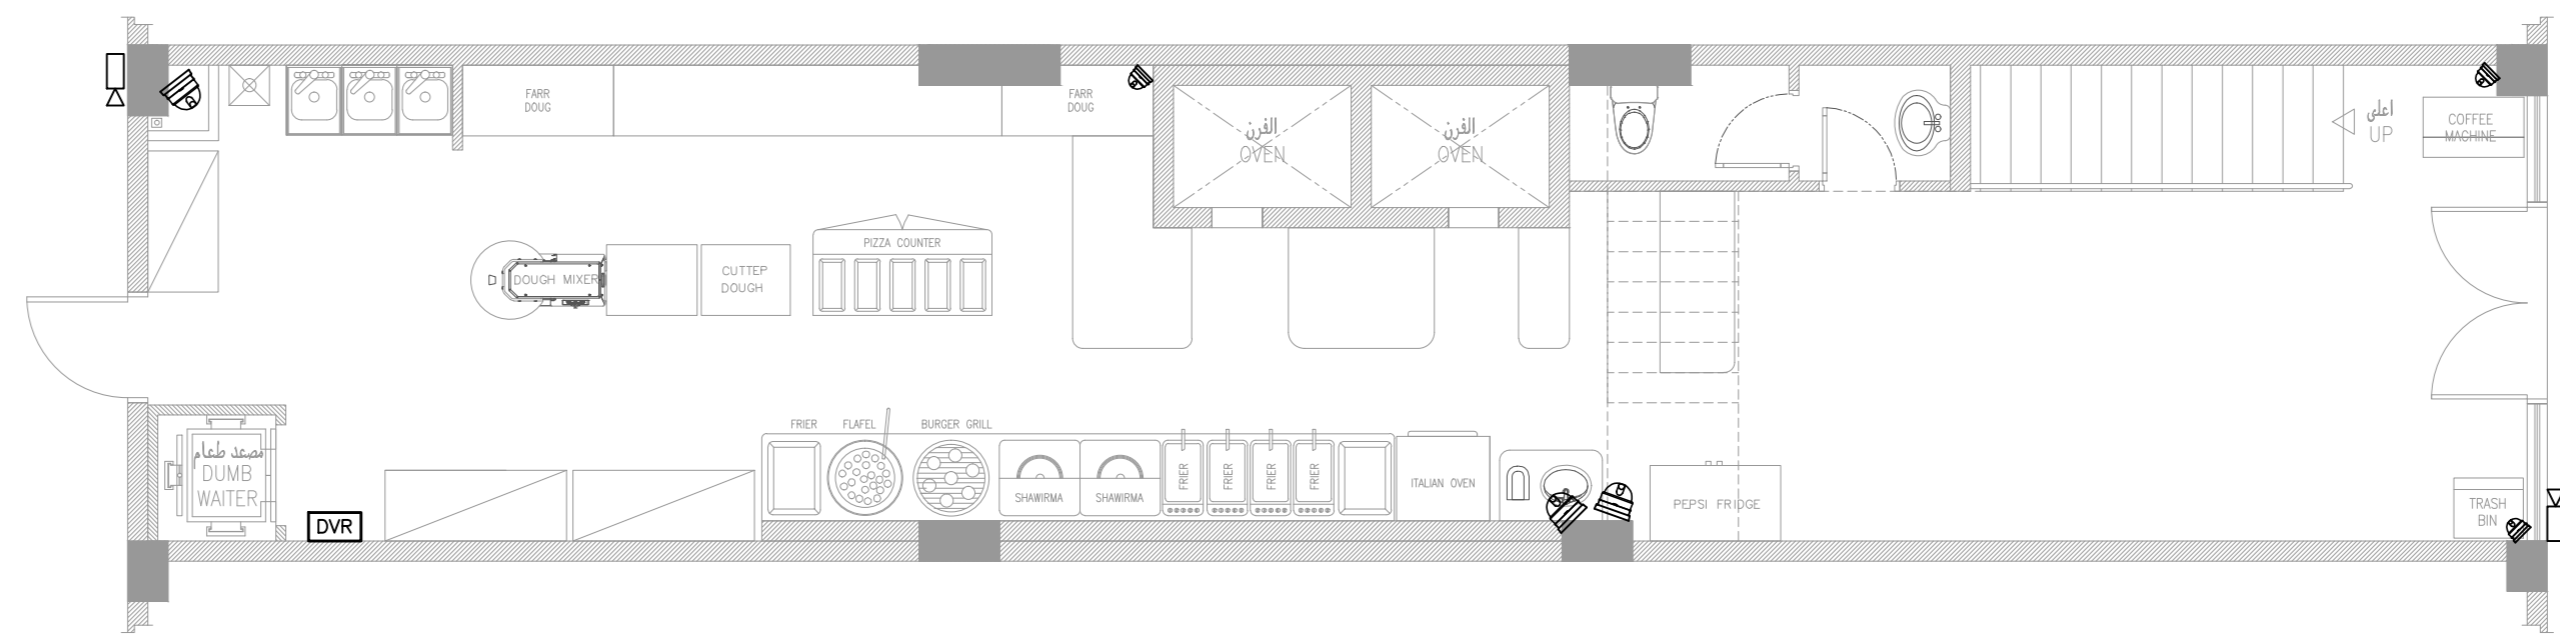 FARR
DOUG
FARR
DOUG
الفرن
OVEN
الفرن
OVEN
اعلى
UP
COFFEE
MACHINE
PIZZA COUNTER
DOUGH MIXER
CUTTEP
DOUGH
FRIER
FLAFEL
BURGER GRILL
مصعد طعام
DUMB
WAITER
DVR
SHAWIRMA
SHAWIRMA
FRIER
FRIER
FRIER
FRIER
ITALIAN OVEN
PEPSI FRIDGE
TRASH
BIN